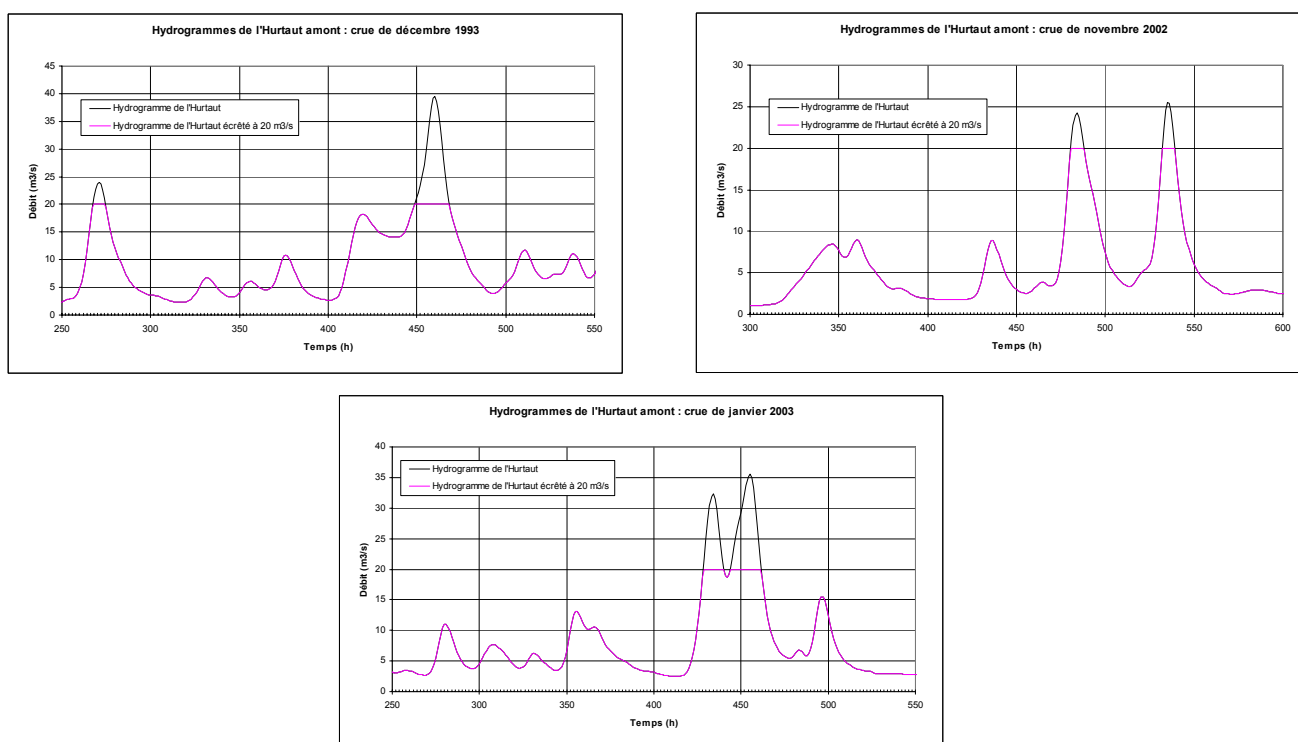 Hydrogrammes de l'Hurtaut amont : crue de décembre 1993
45
40
35
30
25
20
15
10
5
0
Débit (m3/s)
Hydrogramme de l'Hurtaut
Hydrogramme de l'Hurtaut écrêté à 20 m3/s
250 300 350 400 450 500 550
Temps (h)
Hydrogrammes de l'Hurtaut amont : crue de novembre 2002
30
25
20
15
10
5
0
Débit (m3/s)
Hydrogramme de l'Hurtaut
Hydrogramme de l'Hurtaut écrêté à 20 m3/s
300 350 400 450 500 550 600
Temps (h)
Hydrogrammes de l'Hurtaut amont : crue de janvier 2003
40
35
30
25
20
15
10
5
0
Débit (m3/s)
Hydrogramme de l'Hurtaut
Hydrogramme de l'Hurtaut écrêté à 20 m3/s
250 300 350 400 450 500 550
Temps (h)